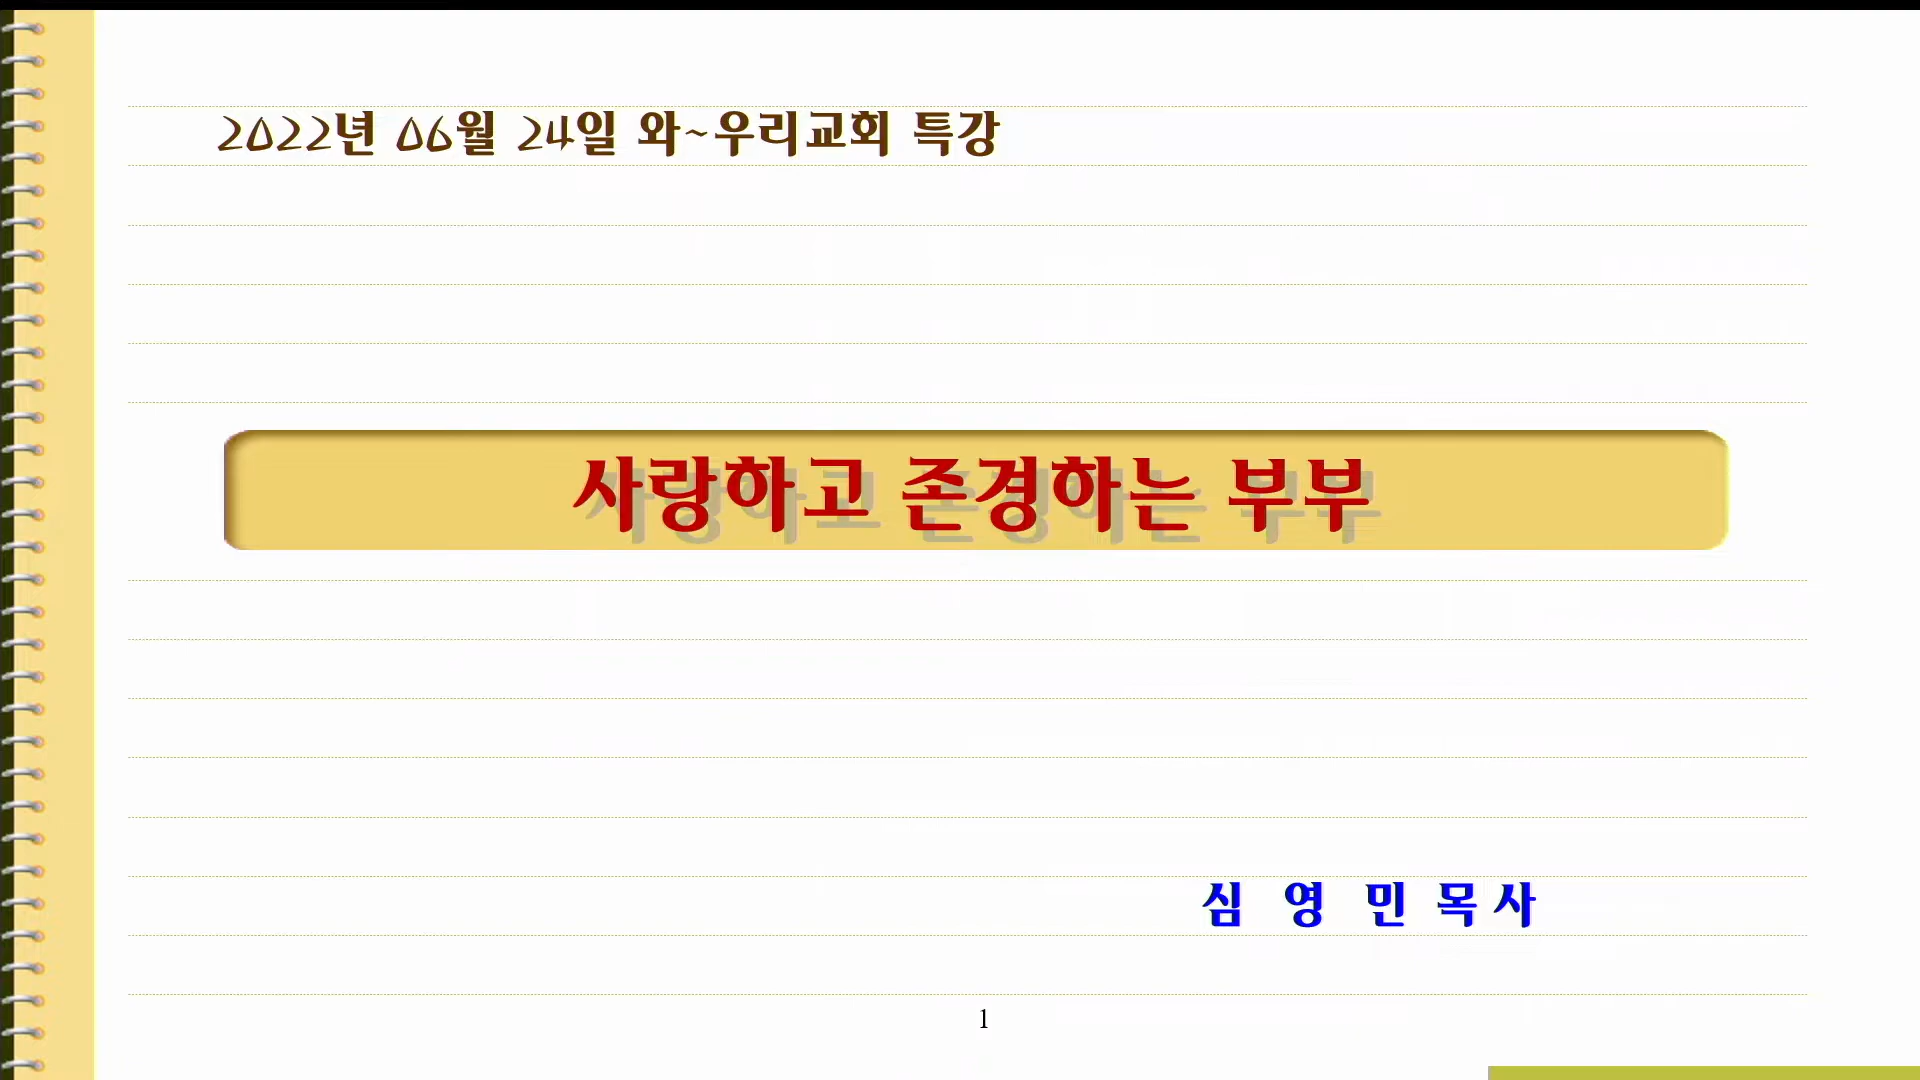 2022년 06월 24일 와~우리교회 특강
사랑하고 존경하는 부부
심 영 민 목사
1